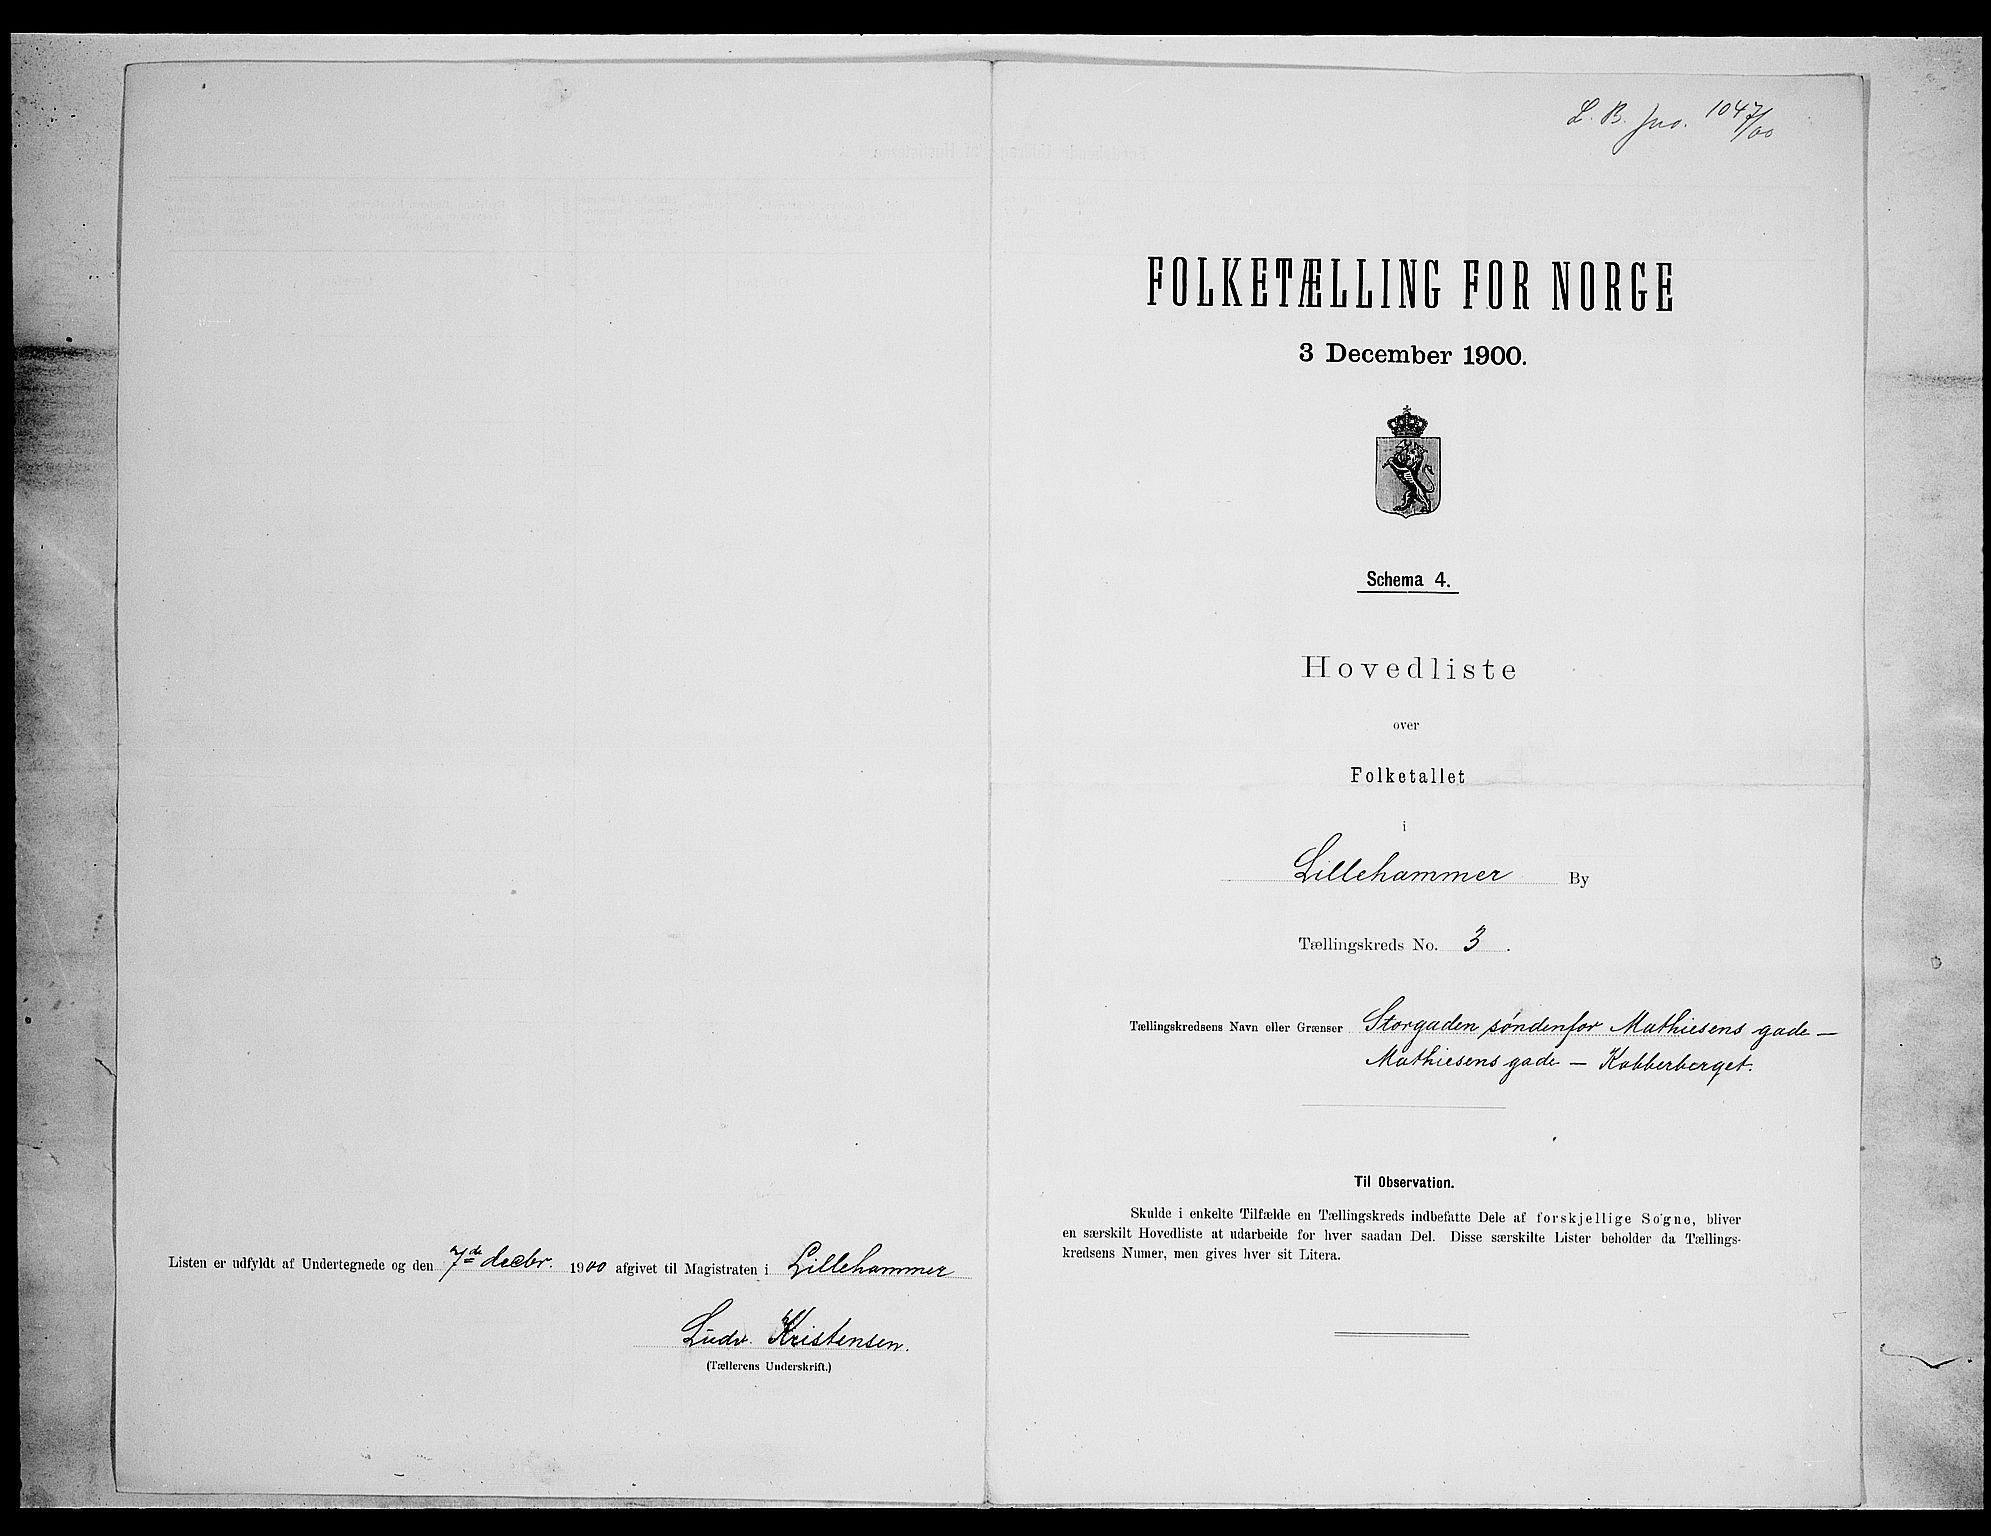 Listen er udfyldt af Undertegnede og den 7de decbr. 1900 afgivet til Magistraten i Lillehammer
Ludv. Kristensen.
(Tællerens Underskrift.)
L. B. Jno. 1047/00
FOLKETÆLLING FOR NORGE
3 December 1900.
Schema 4.
Hovedliste
over
Folketallet
i
Lillehammer By
Tællingskreds No. 3.
Tællingskredsens Navn eller Grænser Storgaden søndenfor Mathiesens gade —
Mathiesens gade — Kobberberget.
Til Observation.
Skulde i enkelte Tilfælde en Tællingskreds indbefatte Dele af forskjellige Sogne, bliver
en særskilt Hovedliste at udarbeide for hver saadan Del. Disse særskilte Lister beholder da Tællings-
kredsens Numer, men gives hver sit Litera.